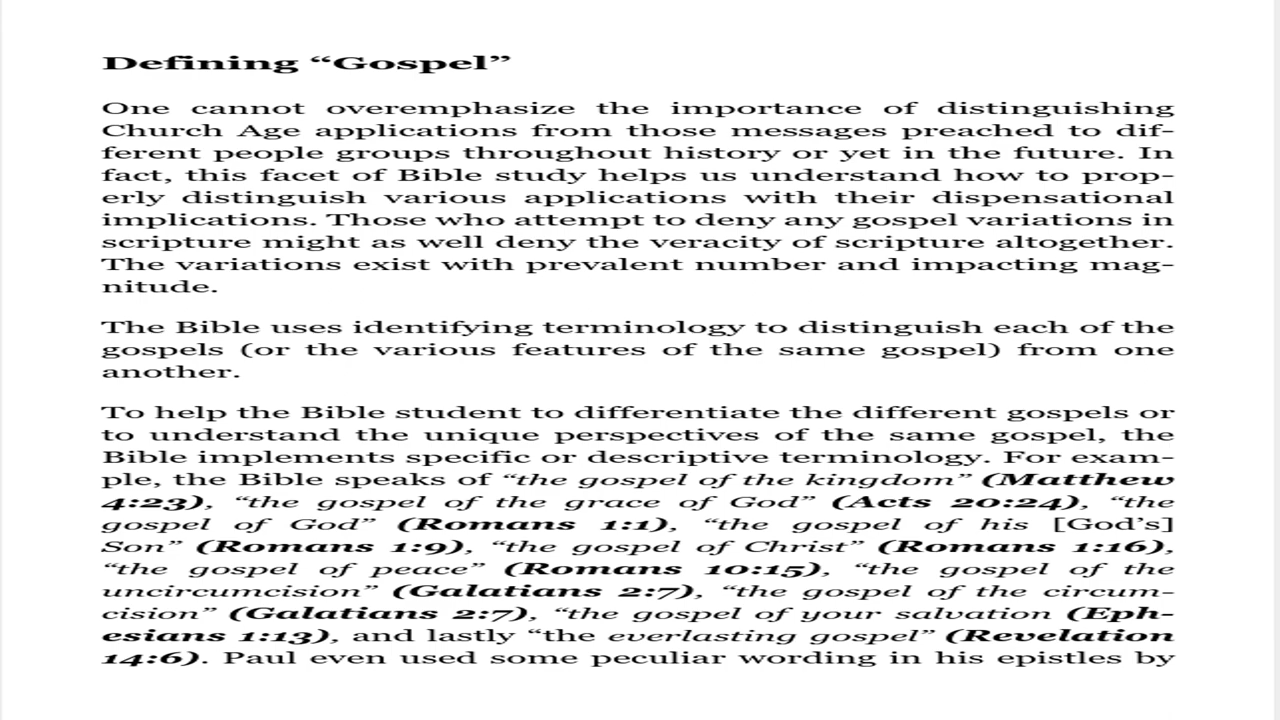 Defining “Gospel”
One cannot overemphasize the importance of distinguishing
Church Age applications from those messages preached to dif-
ferent people groups throughout history or yet in the future. In
fact, this facet of Bible study helps us understand how to prop-
erly distinguish various applications with their dispensational
implications. Those who attempt to deny any gospel variations in
scripture might as well deny the veracity of scripture altogether.
The variations exist with prevalent number and impacting mag-
nitude.
The Bible uses identifying terminology to distinguish each of the
gospels (or the various features of the same gospel) from one
another.
To help the Bible student to differentiate the different gospels or
to understand the unique perspectives of the same gospel, the
Bible implements specific or descriptive terminology. For exam-
ple, the Bible speaks of “the gospel of the kingdom” (Matthew
4:23), “the gospel of the grace of God” (Acts 20:24), “the
gospel of God” (Romans 1:1), “the gospel of his [God’s]
Son” (Romans 1:9), “the gospel of Christ” (Romans 1:16),
“the gospel of peace” (Romans 10:15), “the gospel of the
uncircumcision” (Galatians 2:7), “the gospel of the circum-
cision” (Galatians 2:7), “the gospel of your salvation (Eph-
esians 1:13), and lastly “the everlasting gospel” (Revelation
14:6). Paul even used some peculiar wording in his epistles by